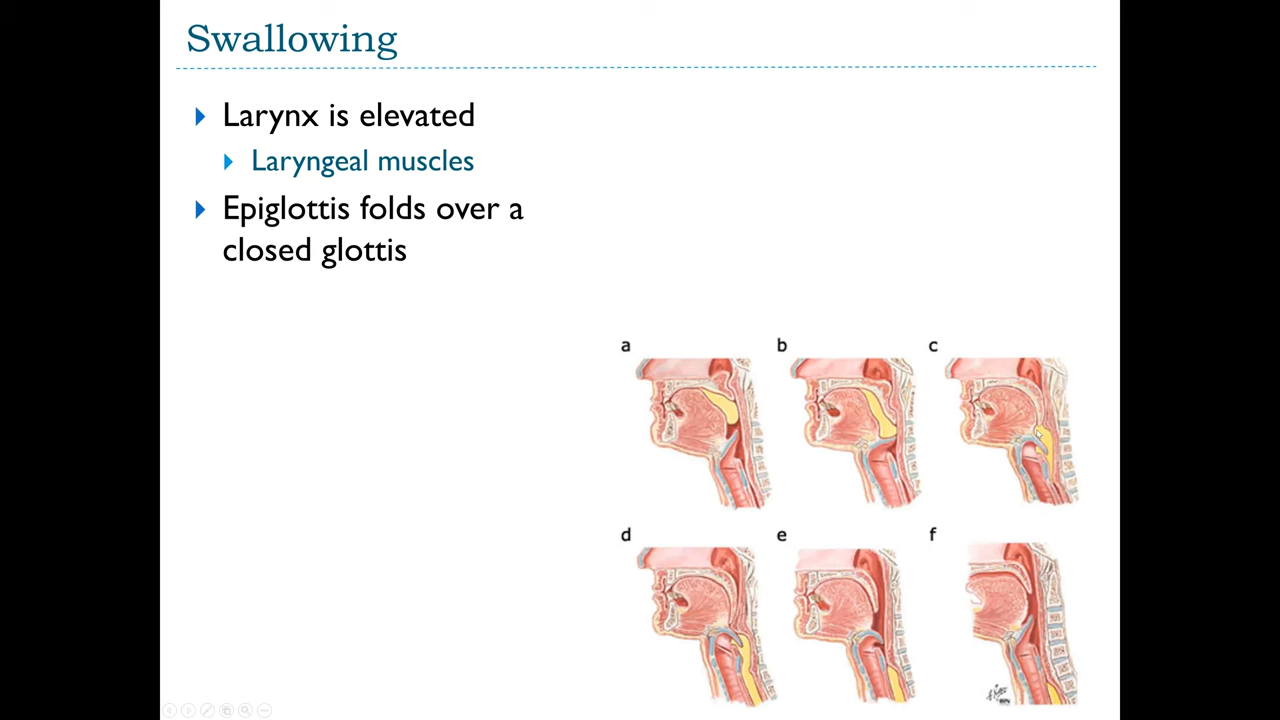 Swallowing
Larynx is elevated
Laryngeal muscles
Epiglottis folds over a
closed glottis
a
b
c
d
e
f